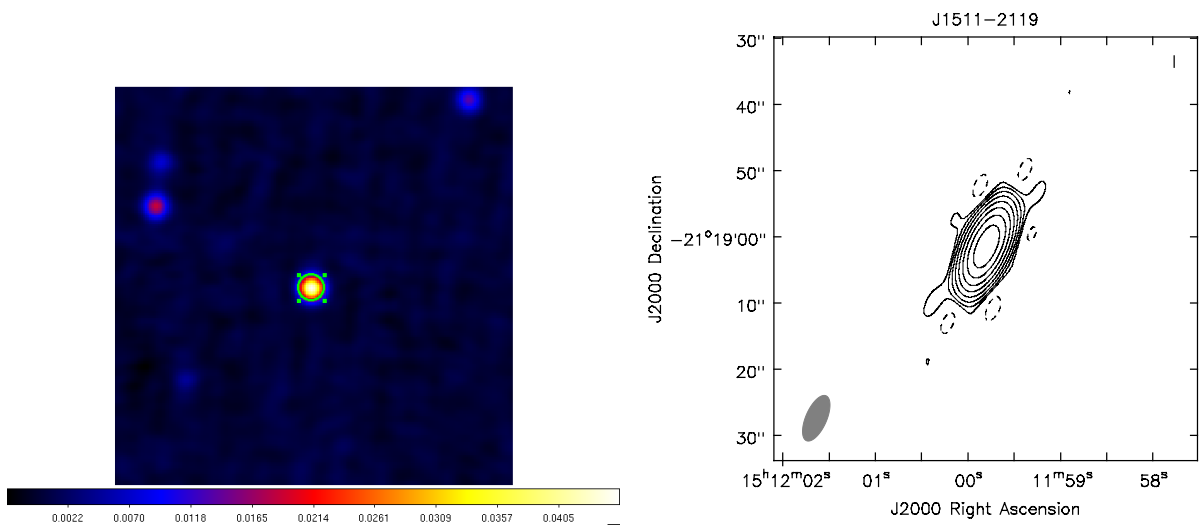 0.0022 0.0070 0.0118 0.0165 0.0214 0.0261 0.0309 0.0357 0.0405
J1511-2119
I
30"
40"
50"
-21°19'00"
10"
20"
30"
J2000 Declination
15ʰ12ᵐ02ˢ 01ˢ 00ˢ 11ᵐ59ˢ 58ˢ
J2000 Right Ascension